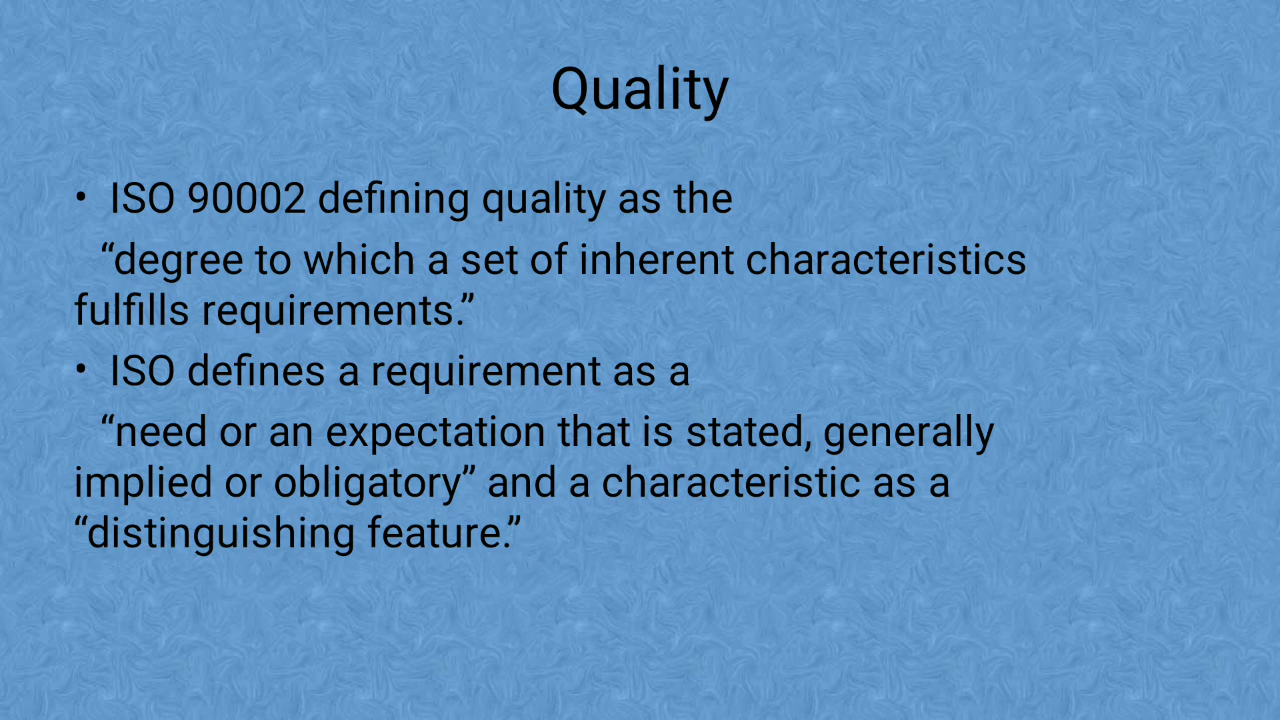 Quality
• ISO 90002 defining quality as the
“degree to which a set of inherent characteristics
fulfills requirements.”
• ISO defines a requirement as a
“need or an expectation that is stated, generally
implied or obligatory” and a characteristic as a
“distinguishing feature.”